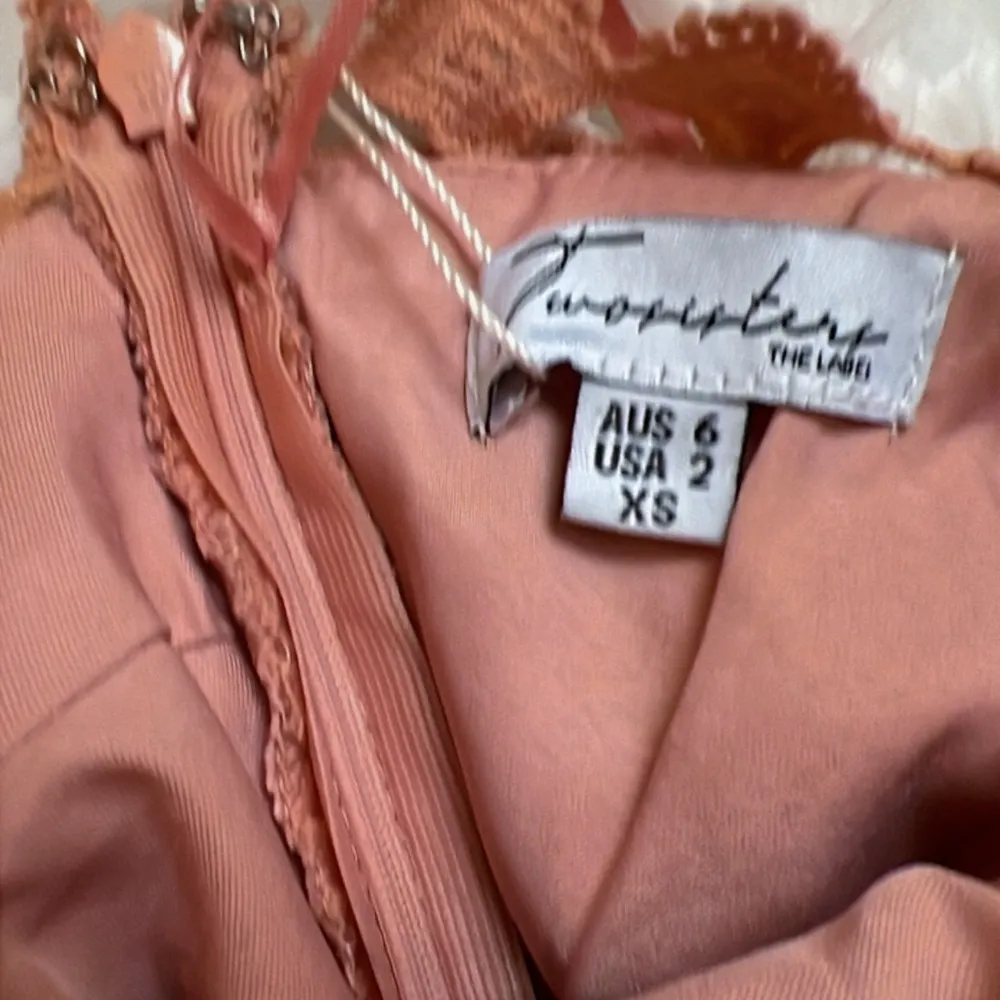 Twosisters
THE LABEL
AUS 6
USA 2
XS